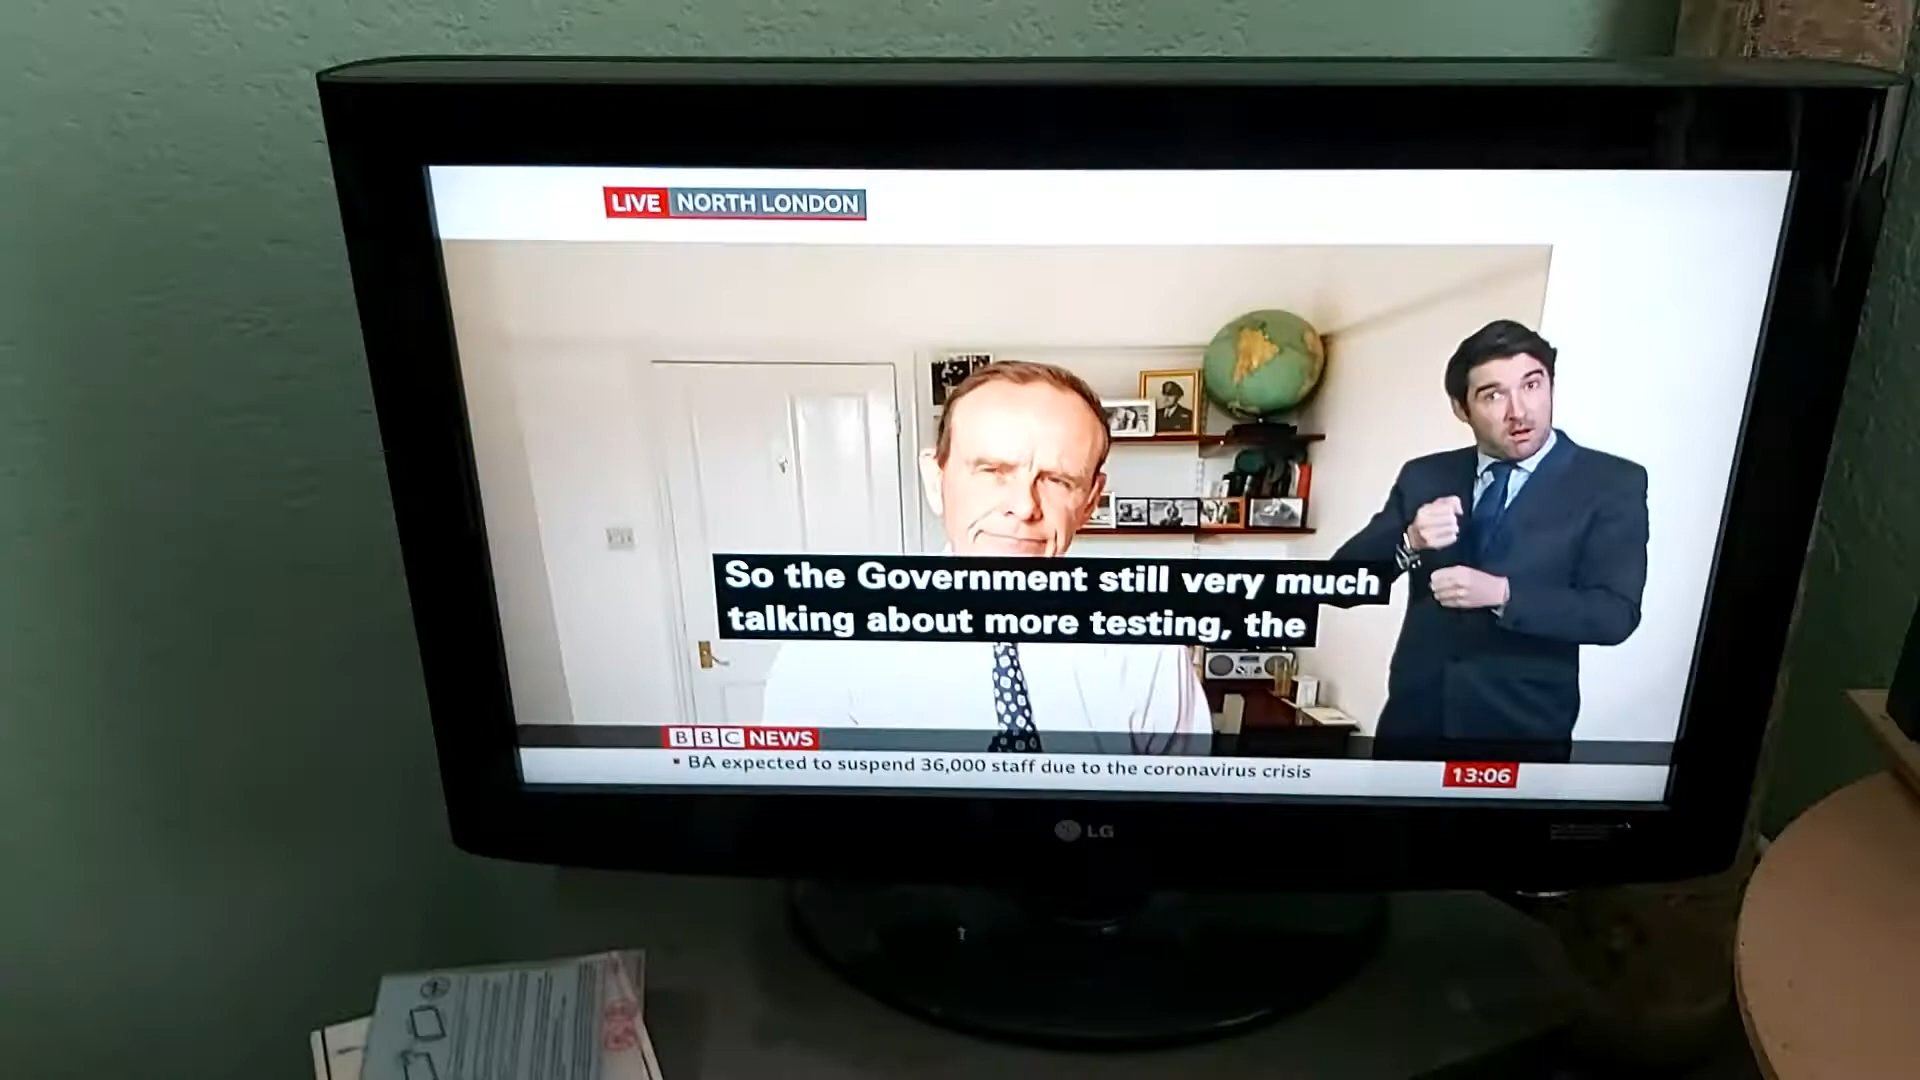 LIVE NORTH LONDON
So the Government still very much
talking about more testing, the
BBC NEWS
▪ BA expected to suspend 36,000 staff due to the coronavirus crisis
13:06
LG